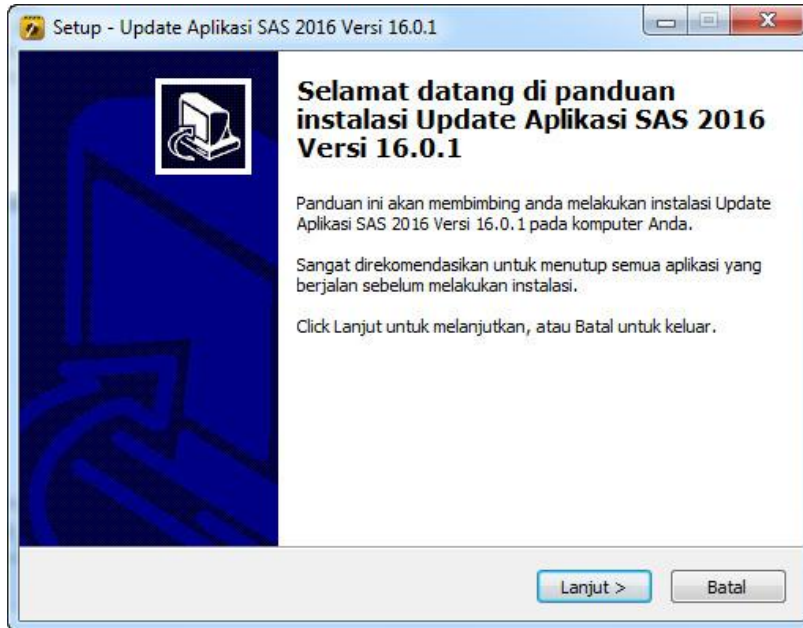 Setup - Update Aplikasi SAS 2016 Versi 16.0.1
Selamat datang di panduan
instalasi Update Aplikasi SAS 2016
Versi 16.0.1
Panduan ini akan membimbing anda melakukan instalasi Update
Aplikasi SAS 2016 Versi 16.0.1 pada komputer Anda.
Sangat direkomendasikan untuk menutup semua aplikasi yang
berjalan sebelum melakukan instalasi.
Click Lanjut untuk melanjutkan, atau Batal untuk keluar.
Lanjut > Batal